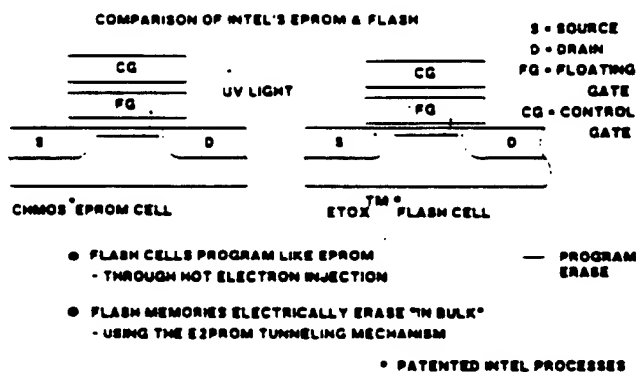 COMPARISON OF INTEL'S EPROM & FLASH
S = SOURCE
D = DRAIN
FG = FLOATING
GATE
CG = CONTROL
GATE
CG
FG
S
D
UV LIGHT
CG
FG
S
D
CHMOS* EPROM CELL
ETOX™* FLASH CELL
● FLASH CELLS PROGRAM LIKE EPROM
- THROUGH HOT ELECTRON INJECTION
— PROGRAM
ERASE
● FLASH MEMORIES ELECTRICALLY ERASE "IN BULK"
- USING THE E2PROM TUNNELING MECHANISM
* PATENTED INTEL PROCESSES